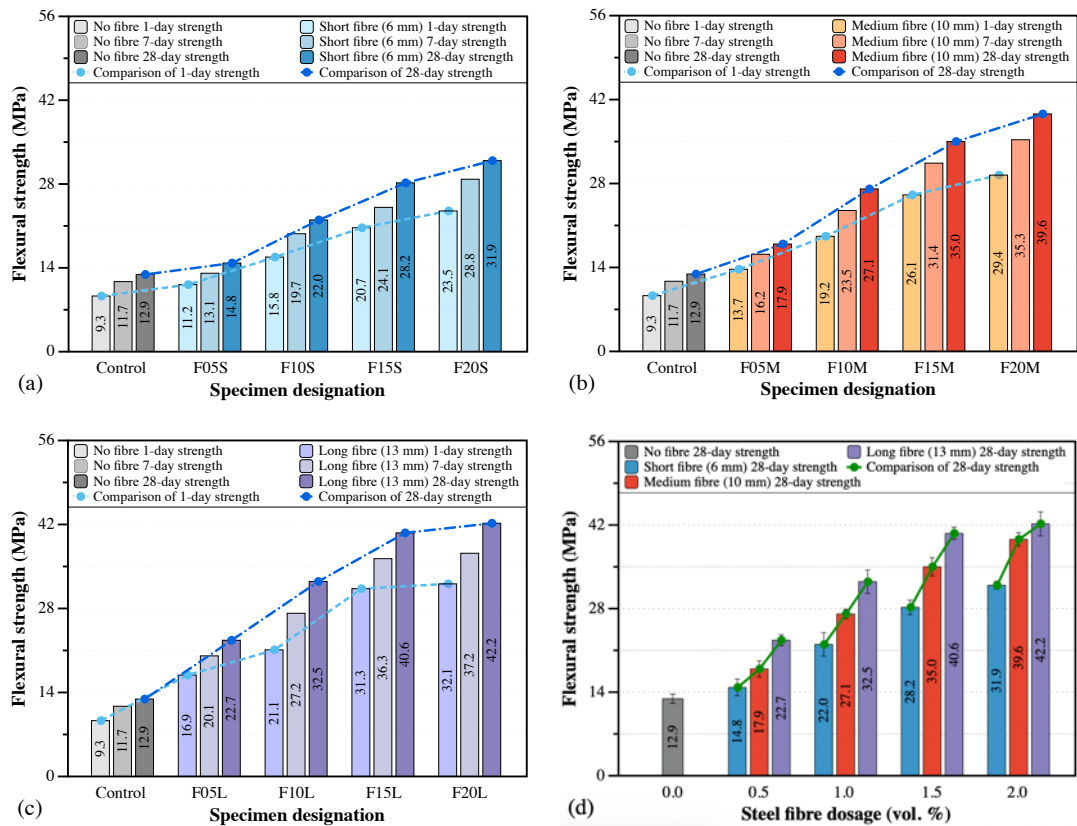 No fibre 1-day strength
No fibre 7-day strength
No fibre 28-day strength
Comparison of 1-day strength
Short fibre (6 mm) 1-day strength
Short fibre (6 mm) 7-day strength
Short fibre (6 mm) 28-day strength
Comparison of 28-day strength
Flexural strength (MPa)
56
42
28
14
0
9.3
11.7
12.9
11.2
13.1
14.8
15.8
19.7
22.0
20.7
24.1
28.2
23.5
28.8
31.9
Control
F05S
F10S
F15S
F20S
Specimen designation
(a)
No fibre 1-day strength
No fibre 7-day strength
No fibre 28-day strength
Comparison of 1-day strength
Medium fibre (10 mm) 1-day strength
Medium fibre (10 mm) 7-day strength
Medium fibre (10 mm) 28-day strength
Comparison of 28-day strength
Flexural strength (MPa)
56
42
28
14
0
9.3
11.7
12.9
13.7
16.2
17.9
19.2
23.5
27.1
26.1
31.4
35.0
29.4
35.3
39.6
Control
F05M
F10M
F15M
F20M
Specimen designation
(b)
No fibre 1-day strength
No fibre 7-day strength
No fibre 28-day strength
Comparison of 1-day strength
Long fibre (13 mm) 1-day strength
Long fibre (13 mm) 7-day strength
Long fibre (13 mm) 28-day strength
Comparison of 28-day strength
Flexural strength (MPa)
56
42
28
14
0
9.3
11.7
12.9
16.9
20.1
22.7
21.1
27.2
32.5
31.3
36.3
40.6
32.1
37.2
42.2
Control
F05L
F10L
F15L
F20L
Specimen designation
(c)
No fibre 28-day strength
Short fibre (6 mm) 28-day strength
Medium fibre (10 mm) 28-day strength
Long fibre (13 mm) 28-day strength
Comparison of 28-day strength
Flexural strength (MPa)
56
42
28
14
0
12.9
14.8
17.9
22.7
22.0
27.1
32.5
28.2
35.0
40.6
31.9
39.6
42.2
0.0
0.5
1.0
1.5
2.0
Steel fibre dosage (vol. %)
(d)